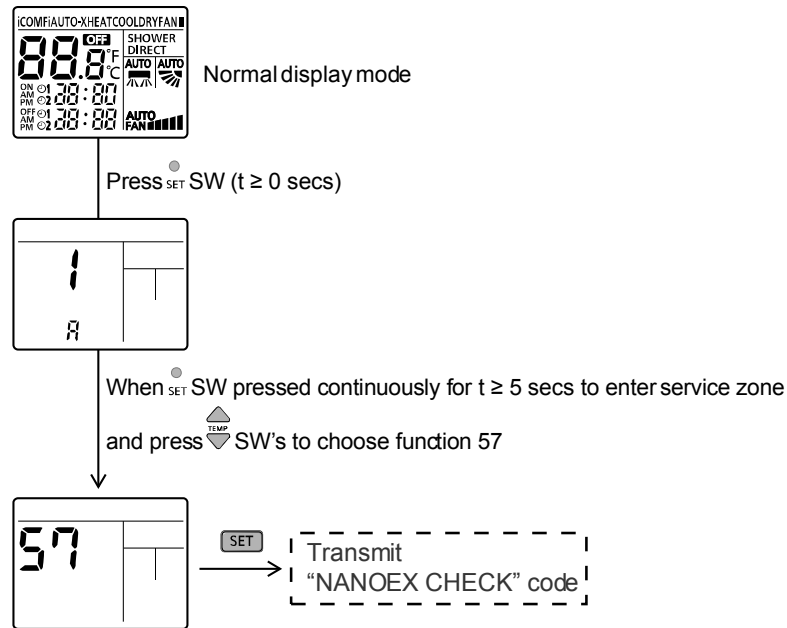 iCOMFiAUTO-XHEATCOOLDRYFAN
88.8°F °C OFF SHOWER DIRECT
AUTO AUTO
ON AM PM 1 2 28:80
OFF AM PM 1 2 28:88
AUTO FAN
Normal display mode
Press SET SW (t ≥ 0 secs)
1
A
When SET SW pressed continuously for t ≥ 5 secs to enter service zone
and press TEMP SW's to choose function 57
57
SET
Transmit
“NANOEX CHECK” code